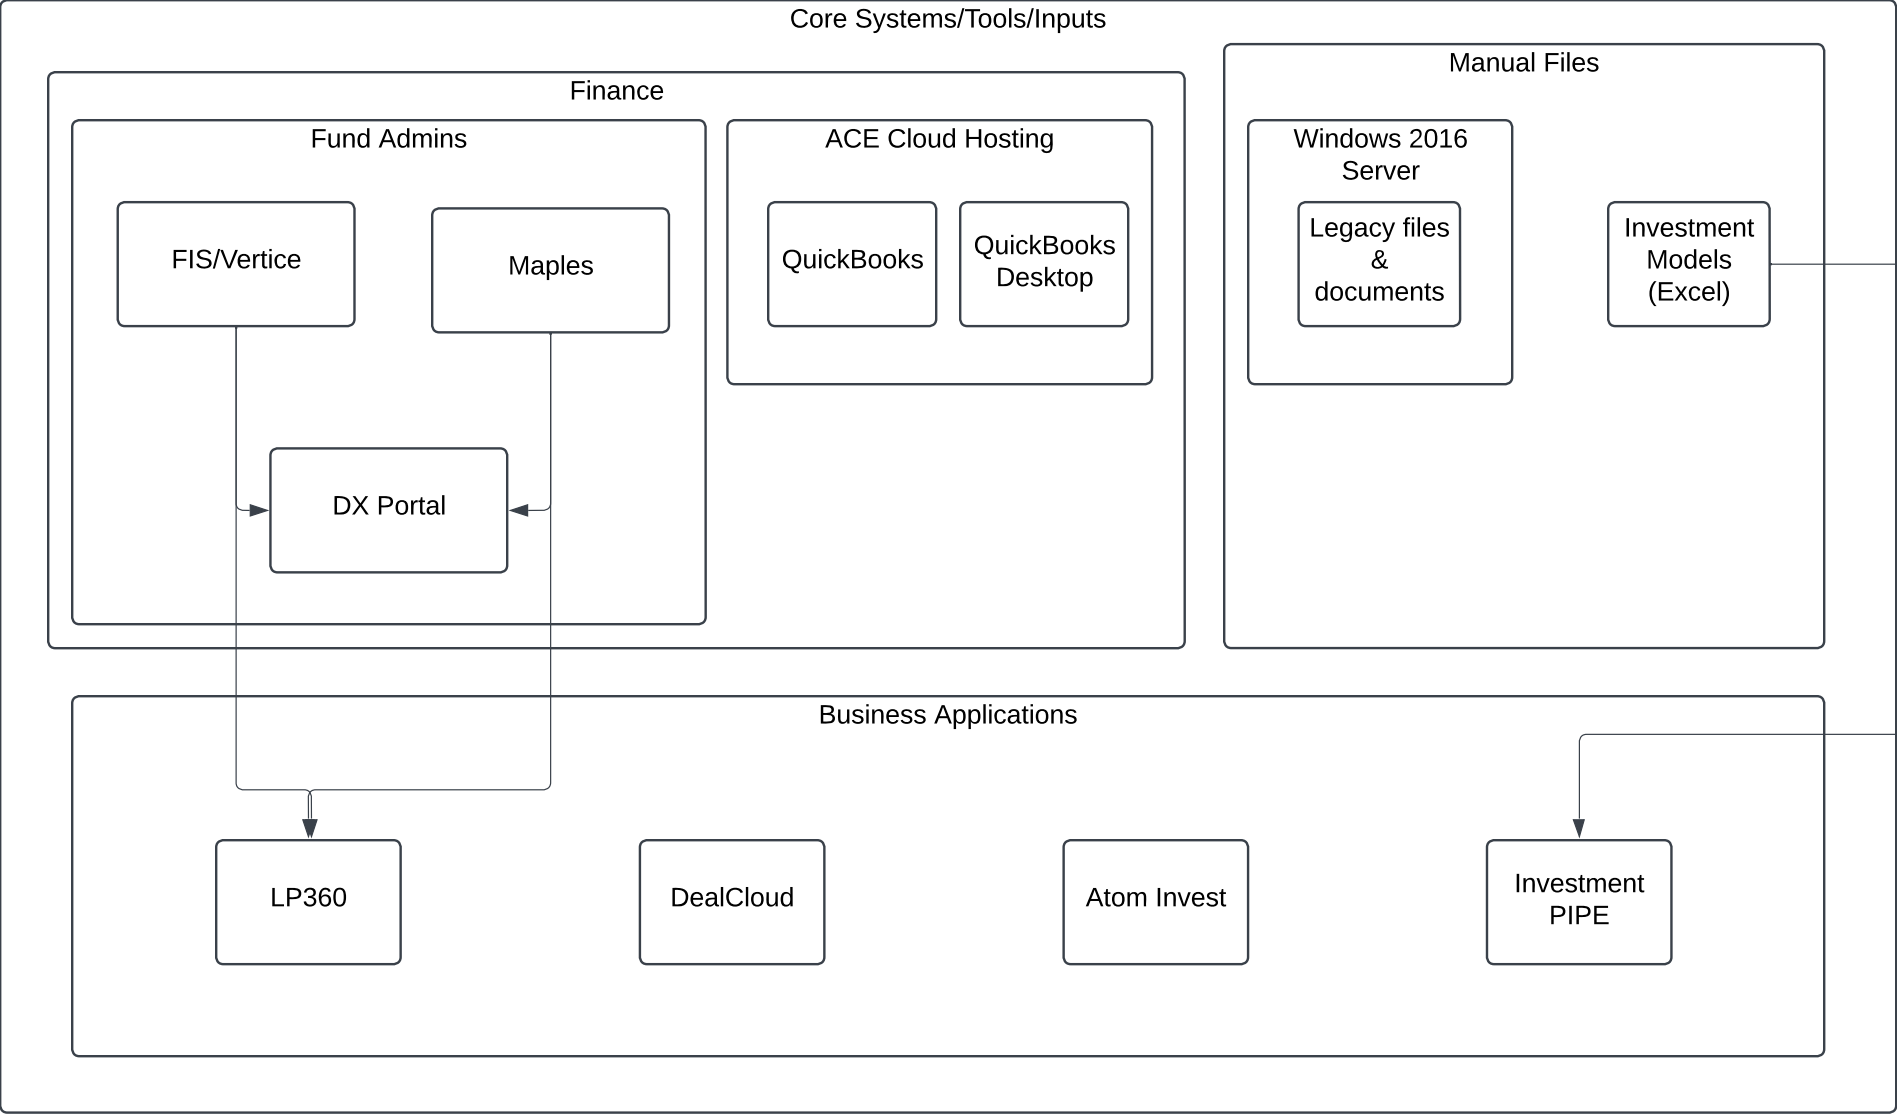 Core Systems/Tools/Inputs
Finance
Fund Admins
FIS/Vertice
Maples
DX Portal
ACE Cloud Hosting
QuickBooks
QuickBooks
Desktop
Manual Files
Windows 2016
Server
Legacy files
&
documents
Investment
Models
(Excel)
Business Applications
LP360
DealCloud
Atom Invest
Investment
PIPE